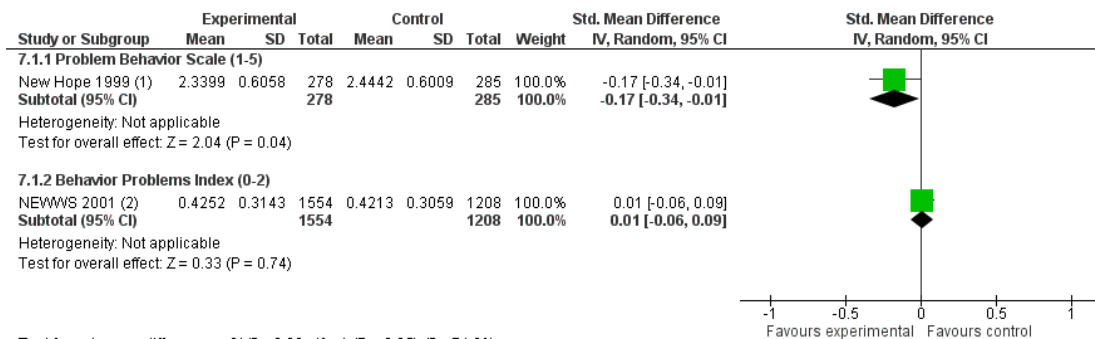 Experimental Control Std. Mean Difference Std. Mean Difference
Study or Subgroup Mean SD Total Mean SD Total Weight IV, Random, 95% CI IV, Random, 95% CI
7.1.1 Problem Behavior Scale (1-5)
New Hope 1999 (1) 2.3399 0.6058 278 2.4442 0.6009 285 100.0% -0.17 [-0.34, -0.01]
Subtotal (95% CI) 278 285 100.0% -0.17 [-0.34, -0.01]
Heterogeneity: Not applicable
Test for overall effect: Z = 2.04 (P = 0.04)
7.1.2 Behavior Problems Index (0-2)
NEWWS 2001 (2) 0.4252 0.3143 1554 0.4213 0.3059 1208 100.0% 0.01 [-0.06, 0.09]
Subtotal (95% CI) 1554 1208 100.0% 0.01 [-0.06, 0.09]
Heterogeneity: Not applicable
Test for overall effect: Z = 0.33 (P = 0.74)
-1 -0.5 0 0.5 1
Favours experimental Favours control